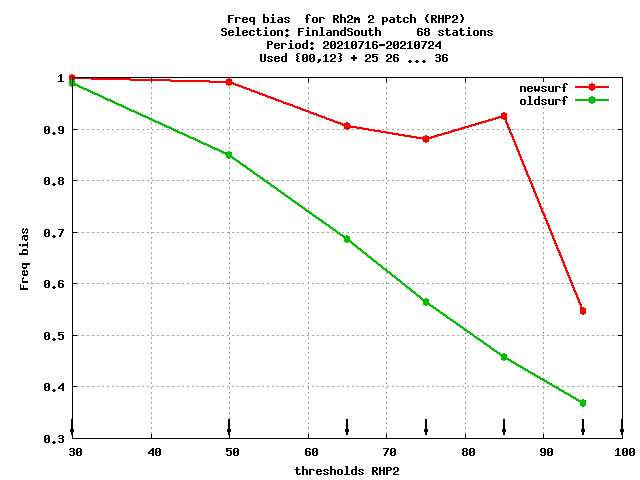 Freq bias  for Rh2m 2 patch (RHP2)
Selection: FinlandSouth     68 stations
Period: 20210716-20210724
Used {00,12} + 25 26 ... 36
newsurf
oldsurf
1
0.9
0.8
0.7
0.6
0.5
0.4
0.3
Freq bias
30 40 50 60 70 80 90 100
thresholds RHP2